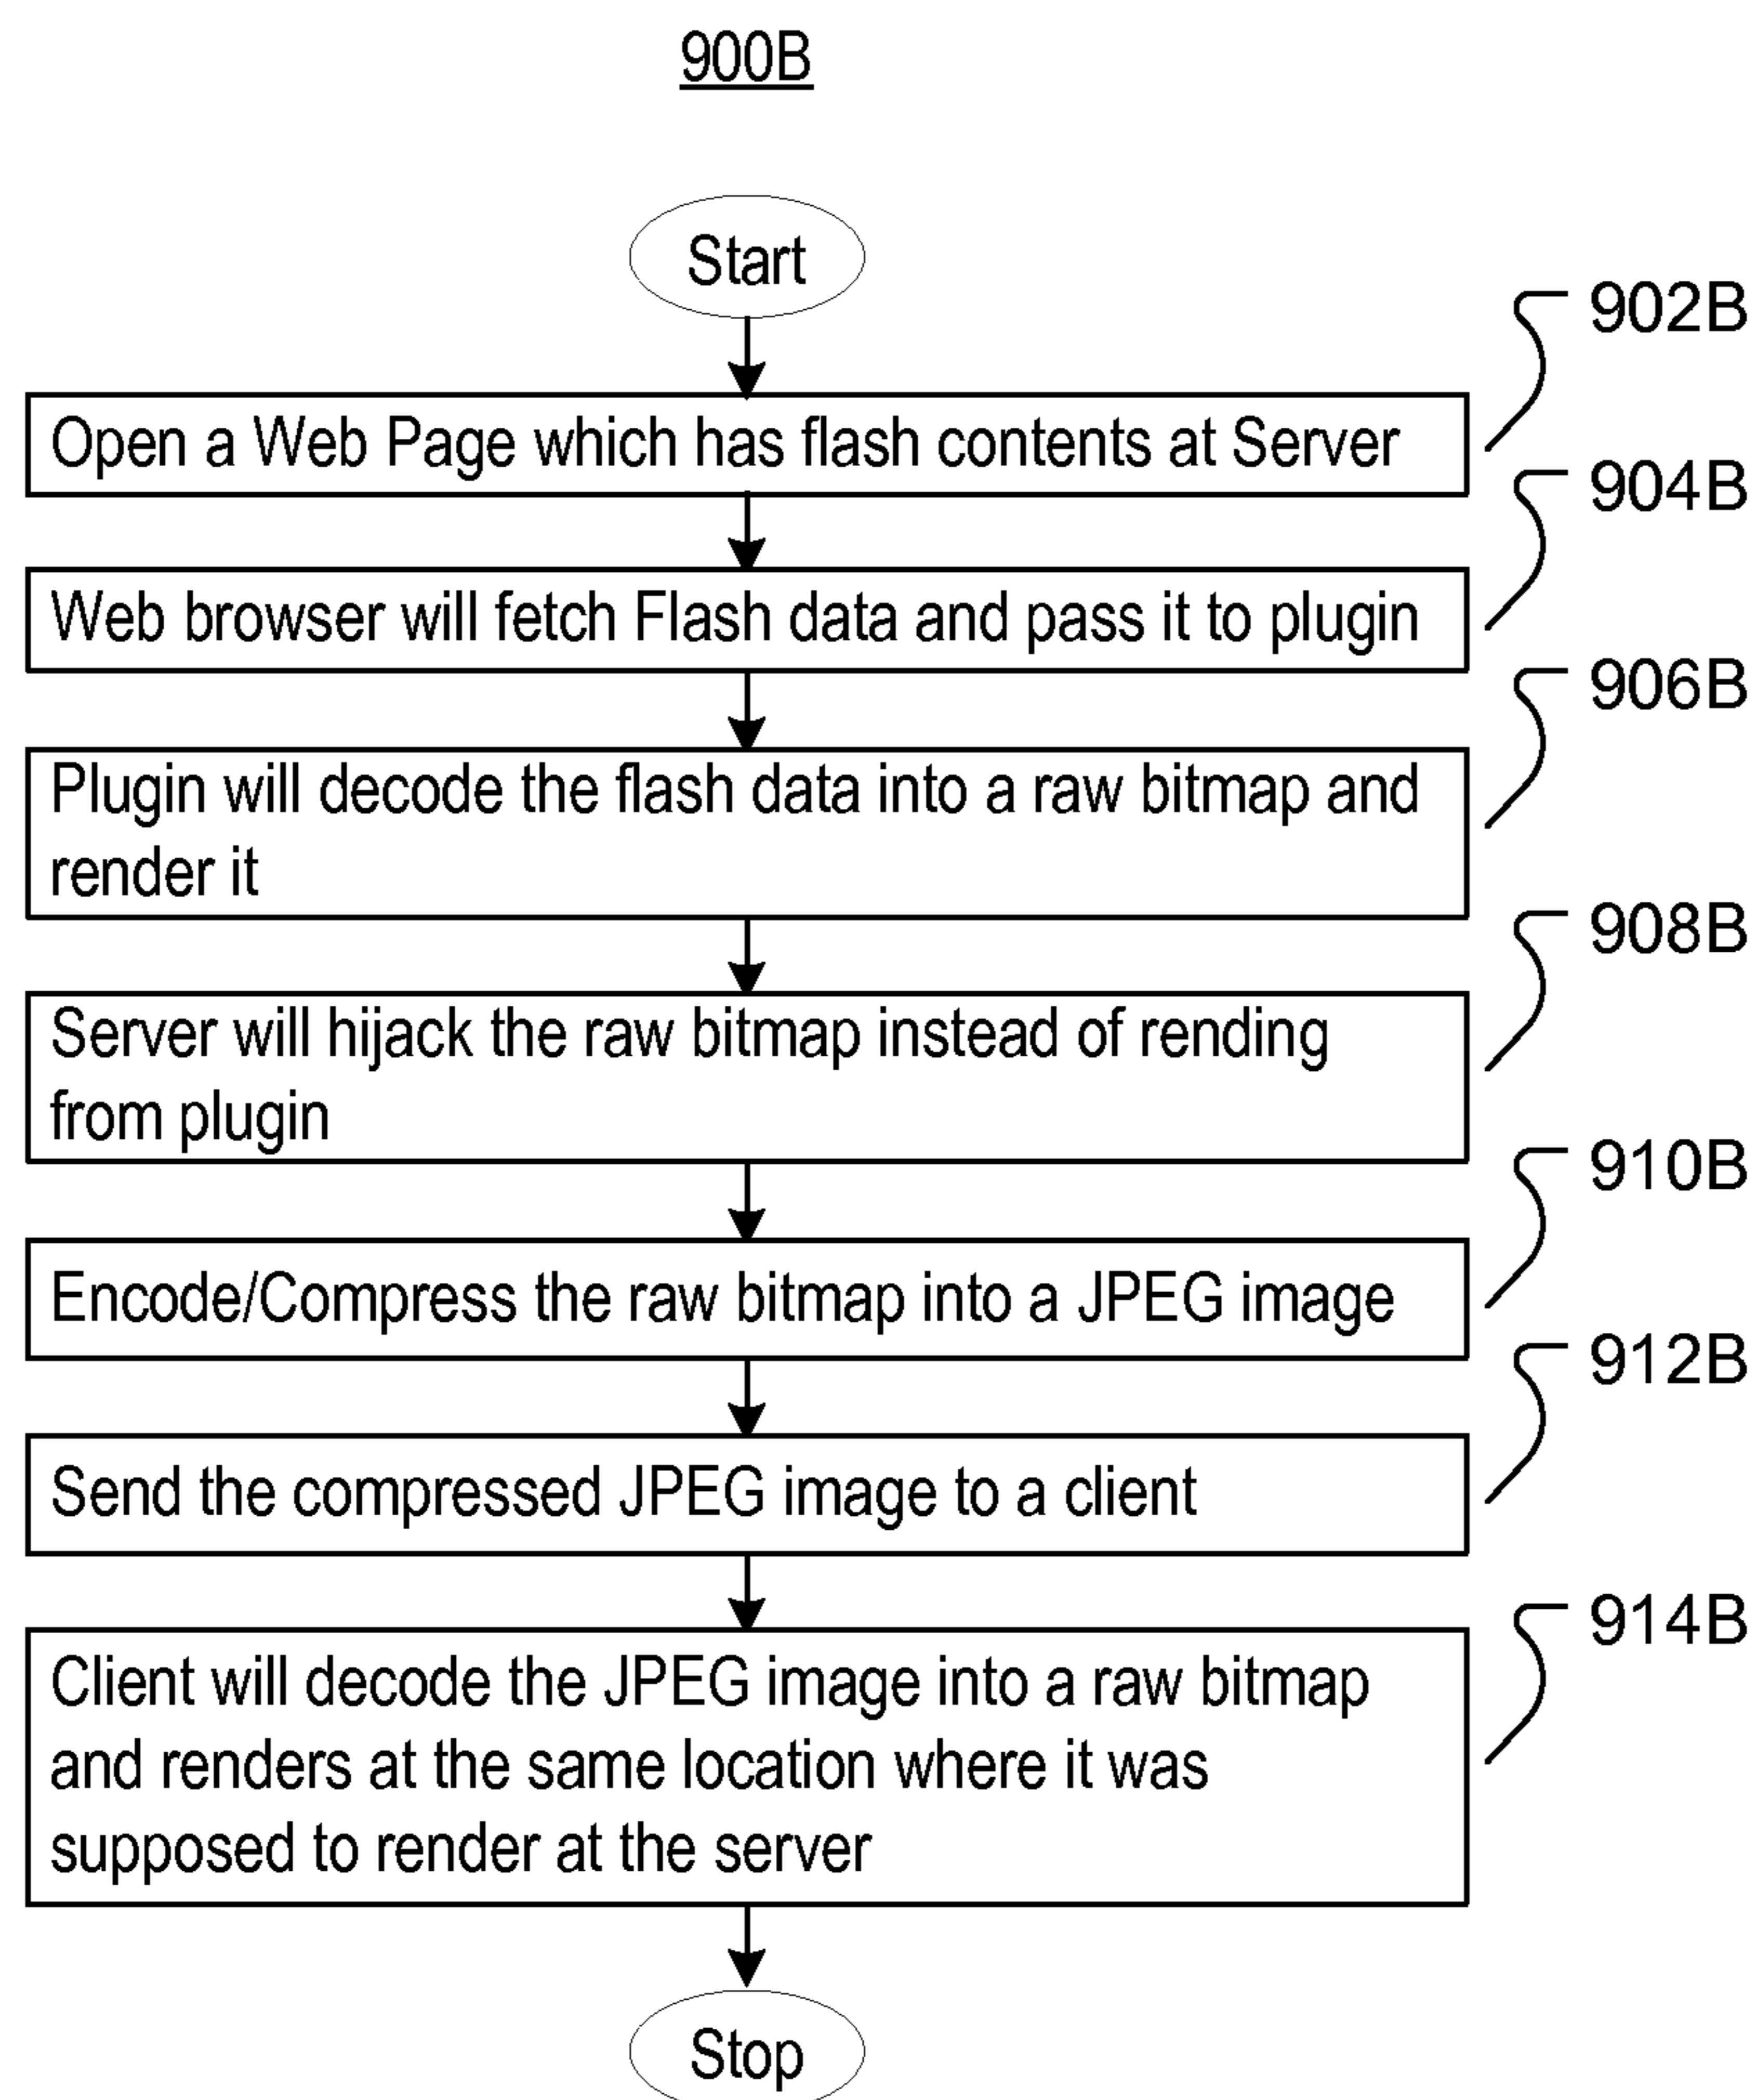 900B
Start
902B
Open a Web Page which has flash contents at Server
904B
Web browser will fetch Flash data and pass it to plugin
906B
Plugin will decode the flash data into a raw bitmap and
render it
908B
Server will hijack the raw bitmap instead of rending
from plugin
910B
Encode/Compress the raw bitmap into a JPEG image
912B
Send the compressed JPEG image to a client
914B
Client will decode the JPEG image into a raw bitmap
and renders at the same location where it was
supposed to render at the server
Stop